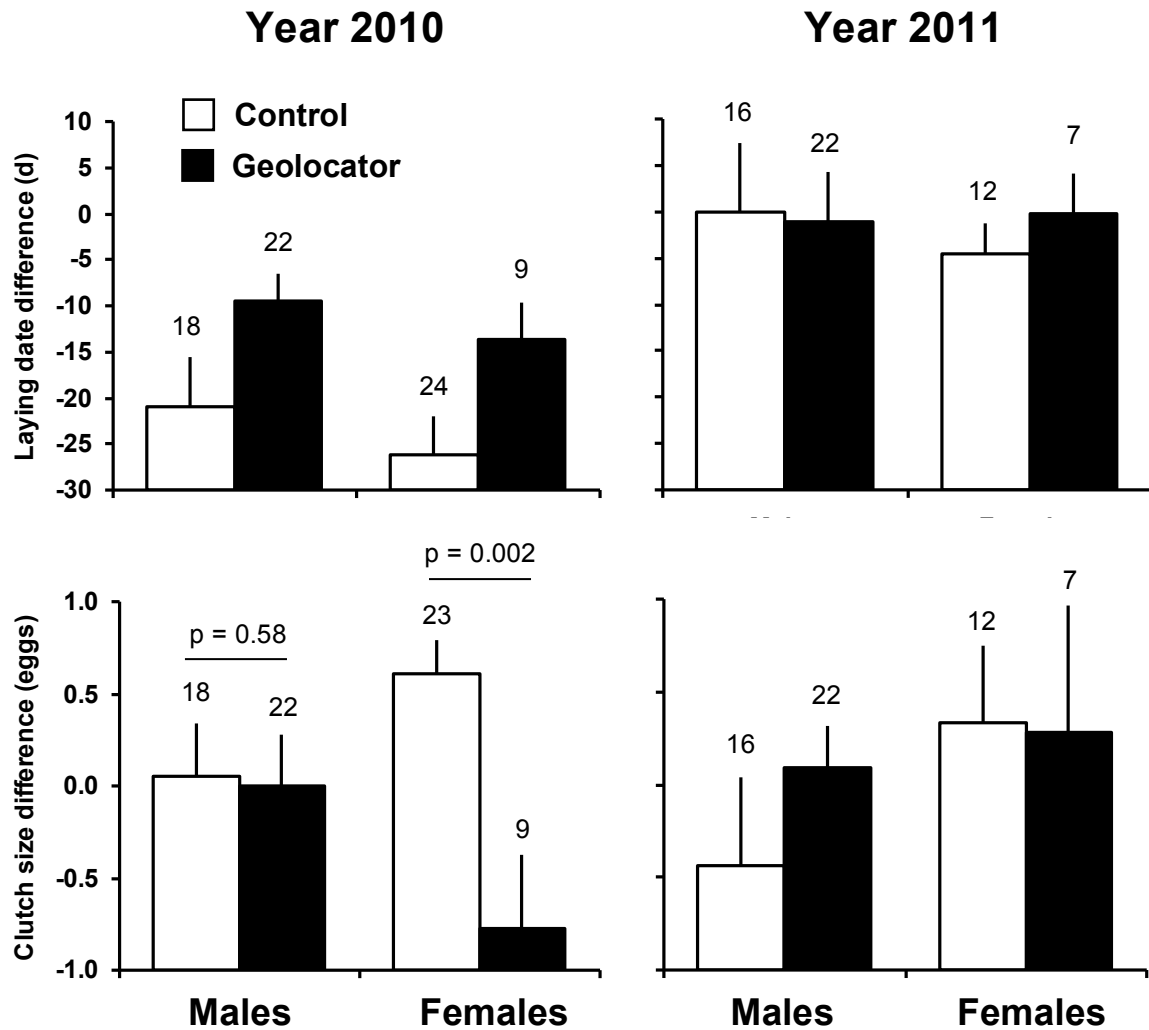 Year 2010
Year 2011
Control
Geolocator
Laying date difference (d)
10
5
0
-5
-10
-15
-20
-25
-30
18
22
24
9
16
22
12
7
Clutch size difference (eggs)
1.0
0.5
0.0
-0.5
-1.0
p = 0.58
p = 0.002
18
22
23
9
16
22
12
7
Males
Females
Males
Females